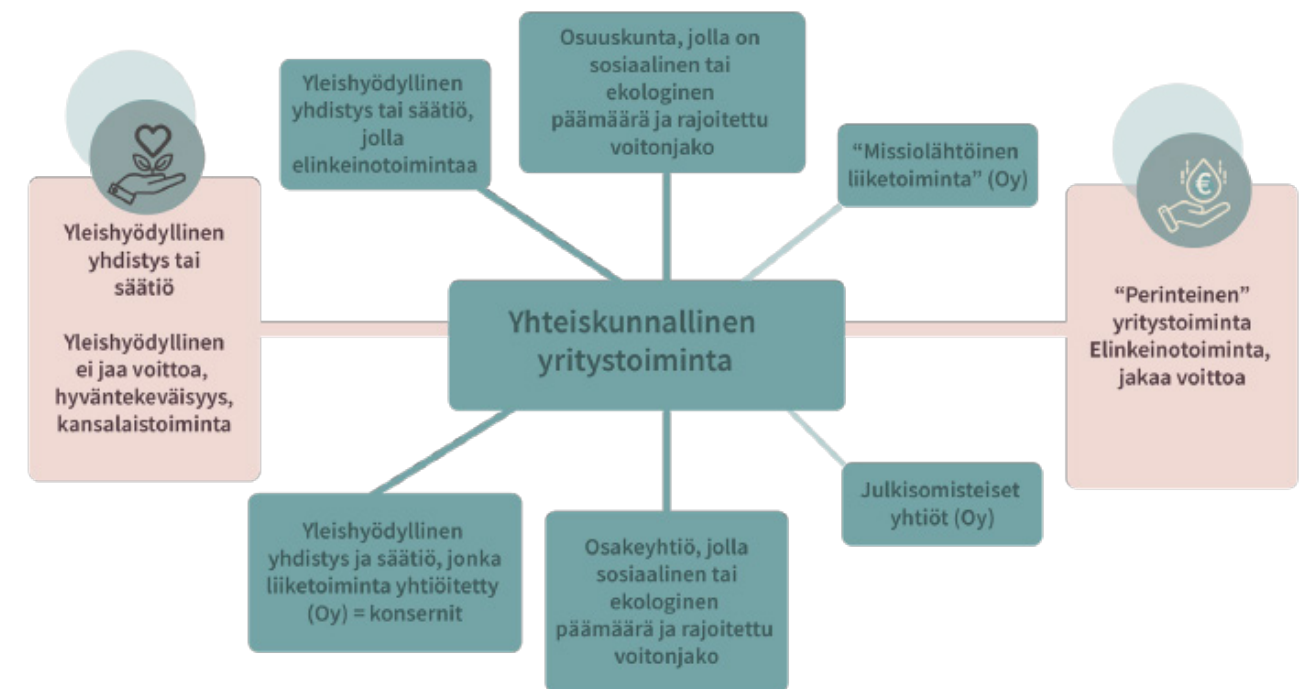 Osuuskunta, jolla on
sosiaalinen tai
ekologinen
päämäärä ja rajoitettu
voitonjako
Yleishyödyllinen
yhdistys tai säätiö,
jolla
elinkeinotoimintaa
“Missiolähtöinen
liiketoiminta” (Oy)
Yleishyödyllinen
yhdistys tai
säätiö
Yleishyödyllinen
ei jaa voittoa,
hyväntekeväisyys,
kansalaistoiminta
Yhteiskunnallinen
yritystoiminta
€
“Perinteinen”
yritystoiminta
Elinkeinotoiminta,
jakaa voittoa
Yleishyödyllinen
yhdistys ja säätiö, jonka
liiketoiminta yhtiöitetty
(Oy) = konsernit
Osakeyhtiö, jolla
sosiaalinen tai
ekologinen
päämäärä ja rajoitettu
voitonjako
Julkisomisteiset
yhtiöt (Oy)